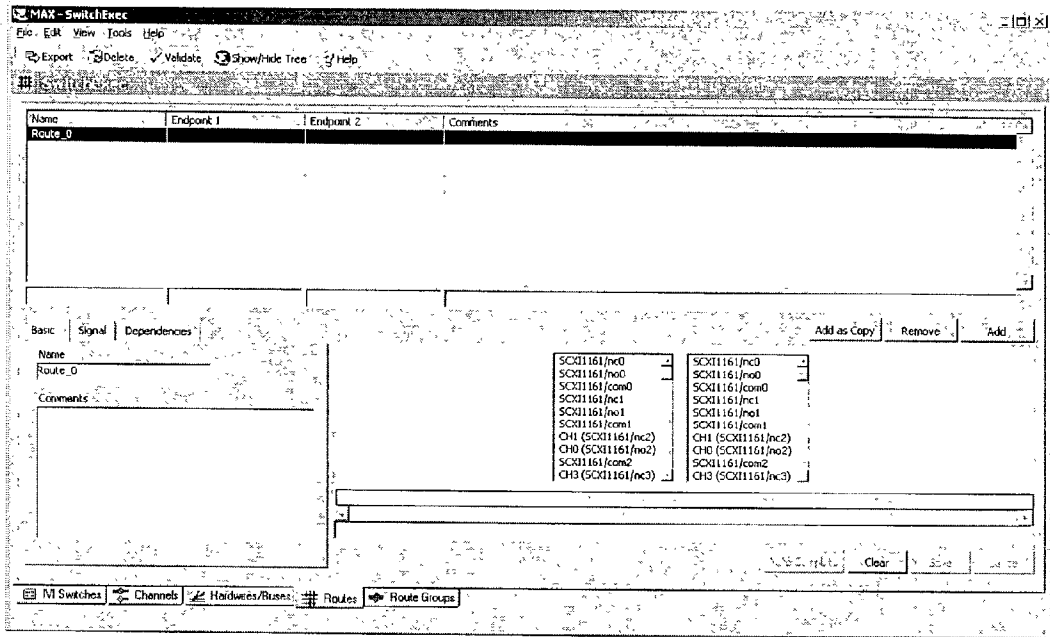 MAX - SwitchExec
File Edit View Tools Help
Export Delete Validate Show/Hide Tree Help
SwitchExec
Name Endpoint 1 Endpoint 2 Comments
Route_0
Basic Signal Dependencies
Add as Copy Remove Add
Name
Route_0
Comments
SCXI1161/nc0 SCXI1161/nc0
SCXI1161/no0 SCXI1161/no0
SCXI1161/com0 SCXI1161/com0
SCXI1161/nc1 SCXI1161/nc1
SCXI1161/no1 SCXI1161/no1
SCXI1161/com1 SCXI1161/com1
CH1 (SCXI1161/nc2) CH1 (SCXI1161/nc2)
CH0 (SCXI1161/no2) CH0 (SCXI1161/no2)
SCXI1161/com2 SCXI1161/com2
CH3 (SCXI1161/nc3) CH3 (SCXI1161/nc3)
Clear Save
IVI Switches Channels Hardwires/Buses Routes Route Groups